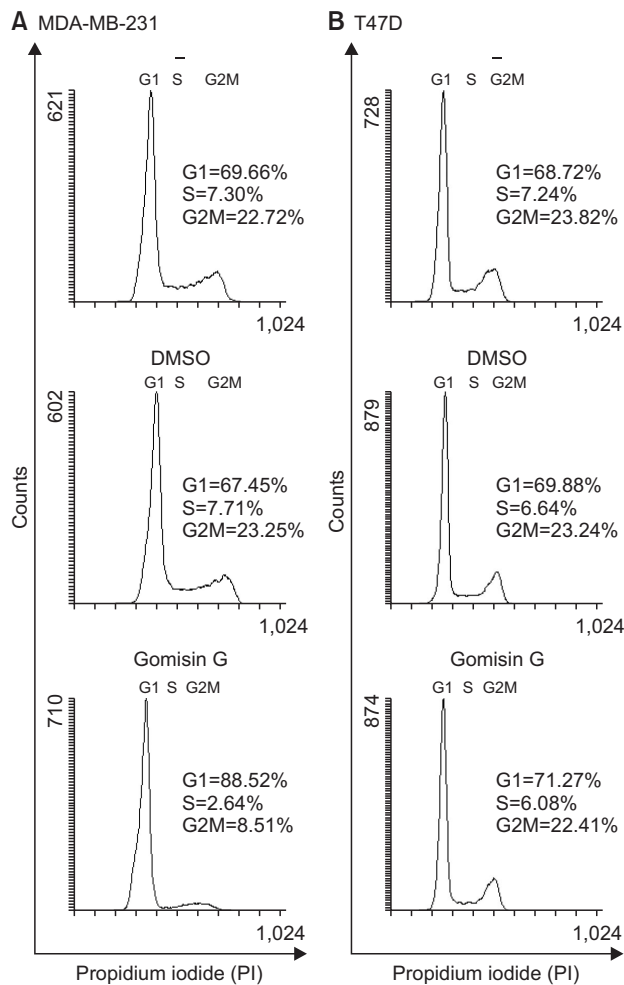 A MDA-MB-231
–
G1 S G2M
621
G1=69.66%
S=7.30%
G2M=22.72%
1,024
DMSO
G1 S G2M
602
G1=67.45%
S=7.71%
G2M=23.25%
1,024
Gomisin G
G1 S G2M
710
G1=88.52%
S=2.64%
G2M=8.51%
1,024
Counts
Propidium iodide (PI)
B T47D
–
G1 S G2M
728
G1=68.72%
S=7.24%
G2M=23.82%
1,024
DMSO
G1 S G2M
879
G1=69.88%
S=6.64%
G2M=23.24%
1,024
Gomisin G
G1 S G2M
874
G1=71.27%
S=6.08%
G2M=22.41%
1,024
Counts
Propidium iodide (PI)